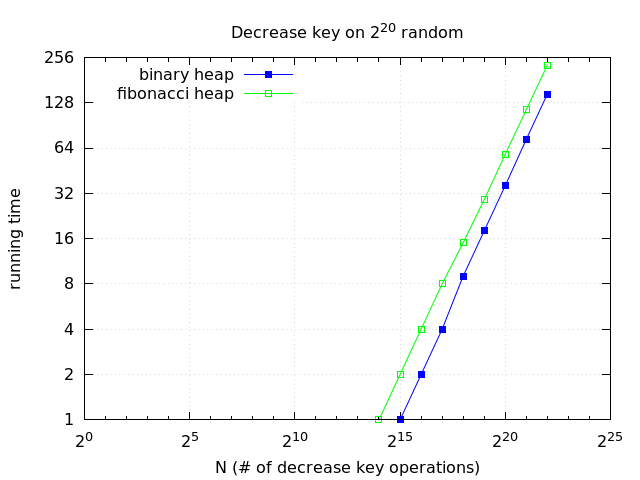 Decrease key on 2^20 random
256
128
64
32
16
8
4
2
1
binary heap
fibonacci heap
running time
2^0 2^5 2^10 2^15 2^20 2^25
N (# of decrease key operations)